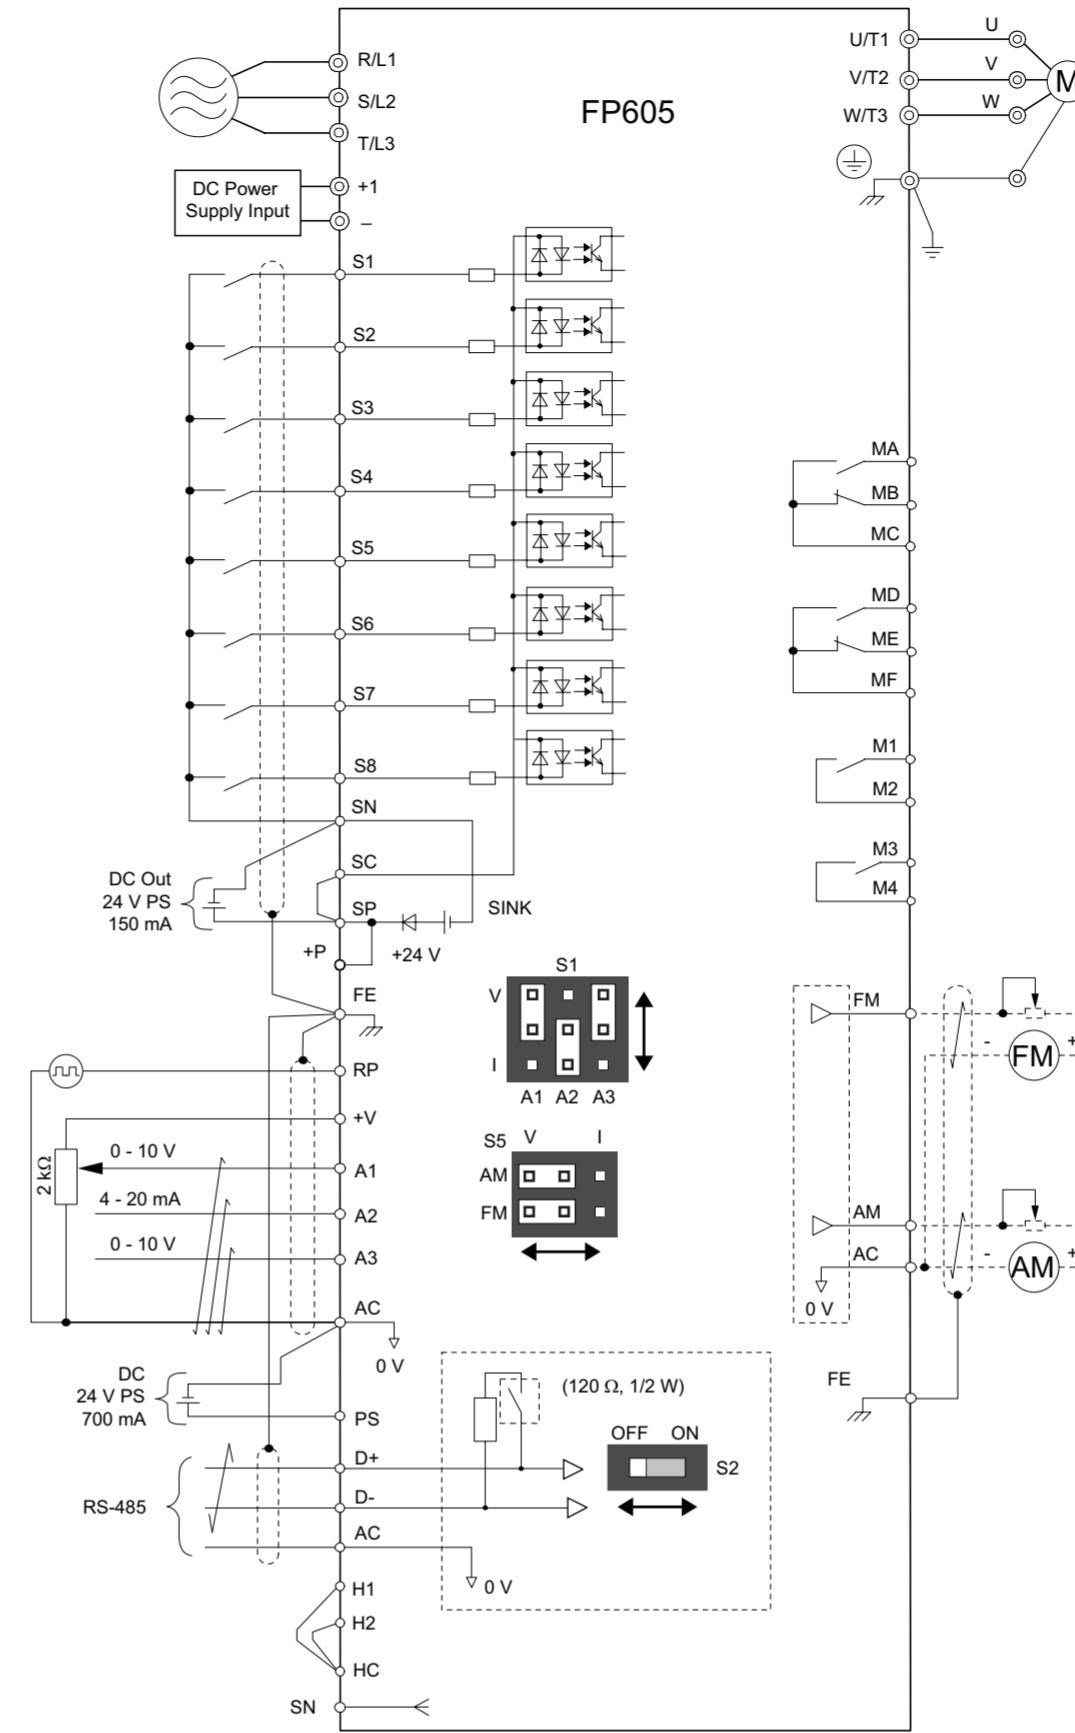 FP605
R/L1
S/L2
T/L3
DC Power
Supply Input
+1
–
U/T1
U
V/T2
V
W/T3
W
M
S1
S2
S3
S4
S5
S6
S7
S8
SN
SC
DC Out
24 V PS
150 mA
SP
SINK
+P
+24 V
FE
RP
+V
2 kΩ
0 - 10 V
A1
4 - 20 mA
A2
0 - 10 V
A3
AC
0 V
DC
24 V PS
700 mA
PS
D+
D-
RS-485
AC
0 V
H1
H2
HC
SN
S1
V
I
A1 A2 A3
S5 V I
AM
FM
(120 Ω, 1/2 W)
OFF ON
S2
MA
MB
MC
MD
ME
MF
M1
M2
M3
M4
FM
- FM +
AM
AC
- AM +
0 V
FE